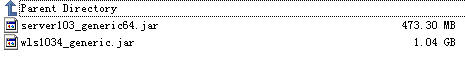 Parent Directory
server103_generic64.jar 473.30 MB
wls1034_generic.jar 1.04 GB